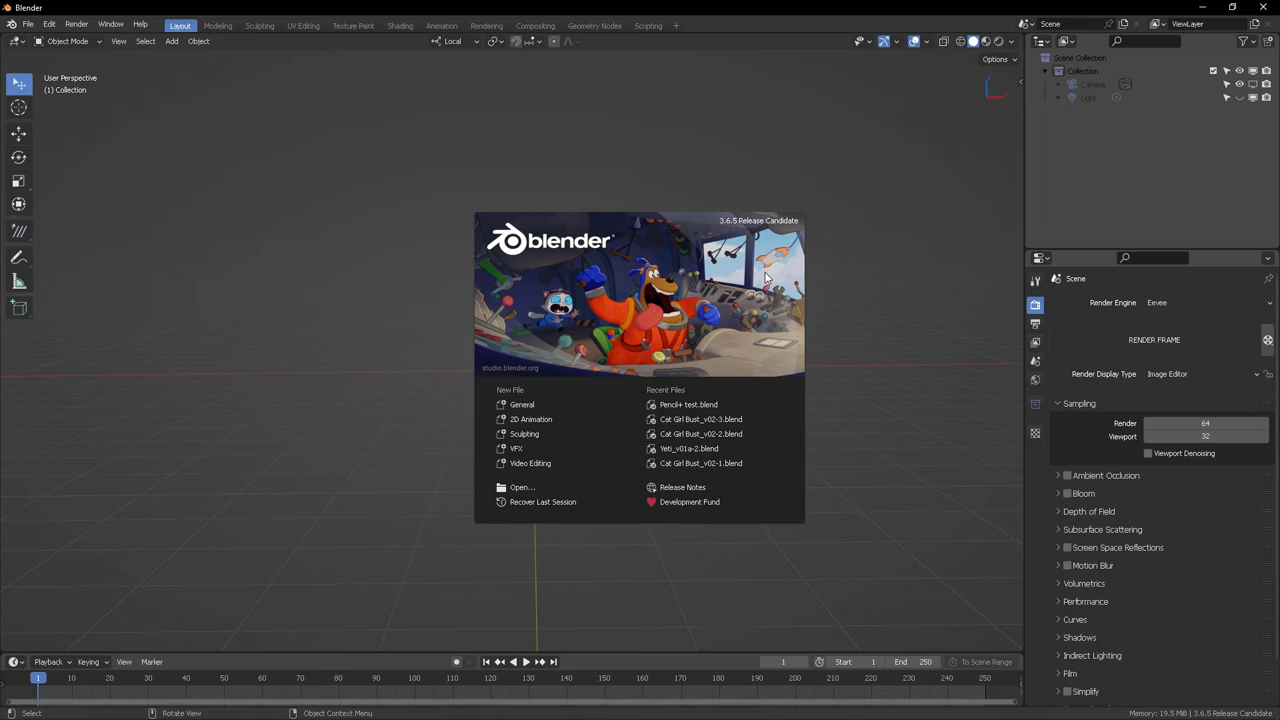 Blender
File Edit Render Window Help
Layout Modeling Sculpting UV Editing Texture Paint Shading Animation Rendering Compositing Geometry Nodes Scripting +
Scene
ViewLayer
Object Mode View Select Add Object
Local
Options
User Perspective
(1) Collection
Scene Collection
Collection
Camera
Light
blender
3.6.5 Release Candidate
studio.blender.org
New File
General
2D Animation
Sculpting
VFX
Video Editing
Open...
Recover Last Session
Recent Files
Pencil+ test.blend
Cat Girl Bust_v02-3.blend
Cat Girl Bust_v02-2.blend
Yeti_v01a-2.blend
Cat Girl Bust_v02-1.blend
Release Notes
Development Fund
Scene
Render Engine Eevee
RENDER FRAME
Render Display Type Image Editor
Sampling
Render 64
Viewport 32
Viewport Denoising
Ambient Occlusion
Bloom
Depth of Field
Subsurface Scattering
Screen Space Reflections
Motion Blur
Volumetrics
Performance
Curves
Shadows
Indirect Lighting
Film
Simplify
Playback Keying View Marker
1 Start 1 End 250 To Scene Range
1 10 20 30 40 50 60 70 80 90 100 110 120 130 140 150 160 170 180 190 200 210 220 230 240 250
Select Rotate View Object Context Menu
Memory: 19.5 MiB | 3.6.5 Release Candidate